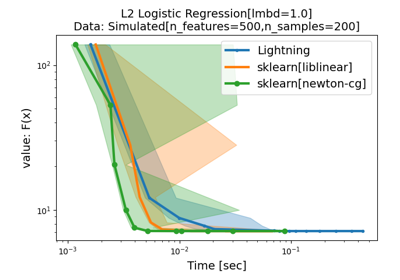 L2 Logistic Regression[lmbd=1.0]
Data: Simulated[n_features=500,n_samples=200]
Lightning
sklearn[liblinear]
sklearn[newton-cg]
value: F(x)
10²
10¹
10⁻³
10⁻²
10⁻¹
Time [sec]